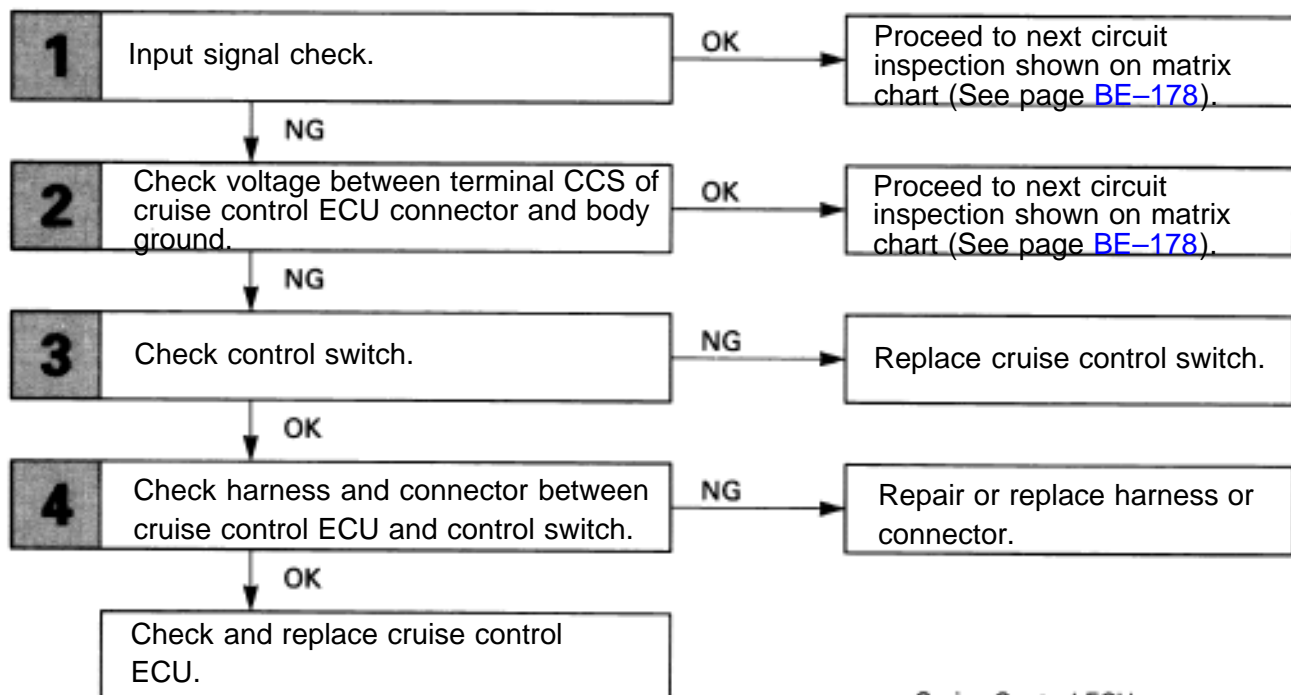 1
Input signal check.
OK
Proceed to next circuit
inspection shown on matrix
chart (See page BE–178).
NG
2
Check voltage between terminal CCS of
cruise control ECU connector and body
ground.
OK
Proceed to next circuit
inspection shown on matrix
chart (See page BE–178).
NG
3
Check control switch.
NG
Replace cruise control switch.
OK
4
Check harness and connector between
cruise control ECU and control switch.
NG
Repair or replace harness or
connector.
OK
Check and replace cruise control
ECU.